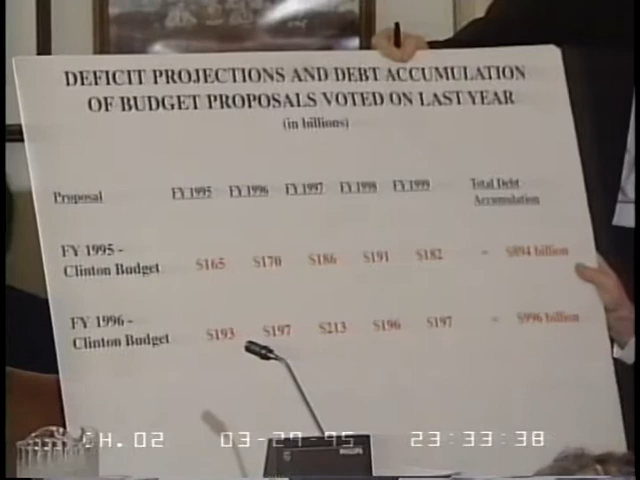 DEFICIT PROJECTIONS AND DEBT ACCUMULATION
OF BUDGET PROPOSALS VOTED ON LAST YEAR
(in billions)
Proposal FY 1995 FY 1996 FY 1997 FY 1998 FY 1999 Total Debt
Accumulation
FY 1995 -
Clinton Budget $165 $170 $186 $191 $182 = $894 billion
FY 1996 -
Clinton Budget $193 $197 $213 $196 $197 = $996 billion
CH. 02 03-27-95 23:33:38
PHILIPS